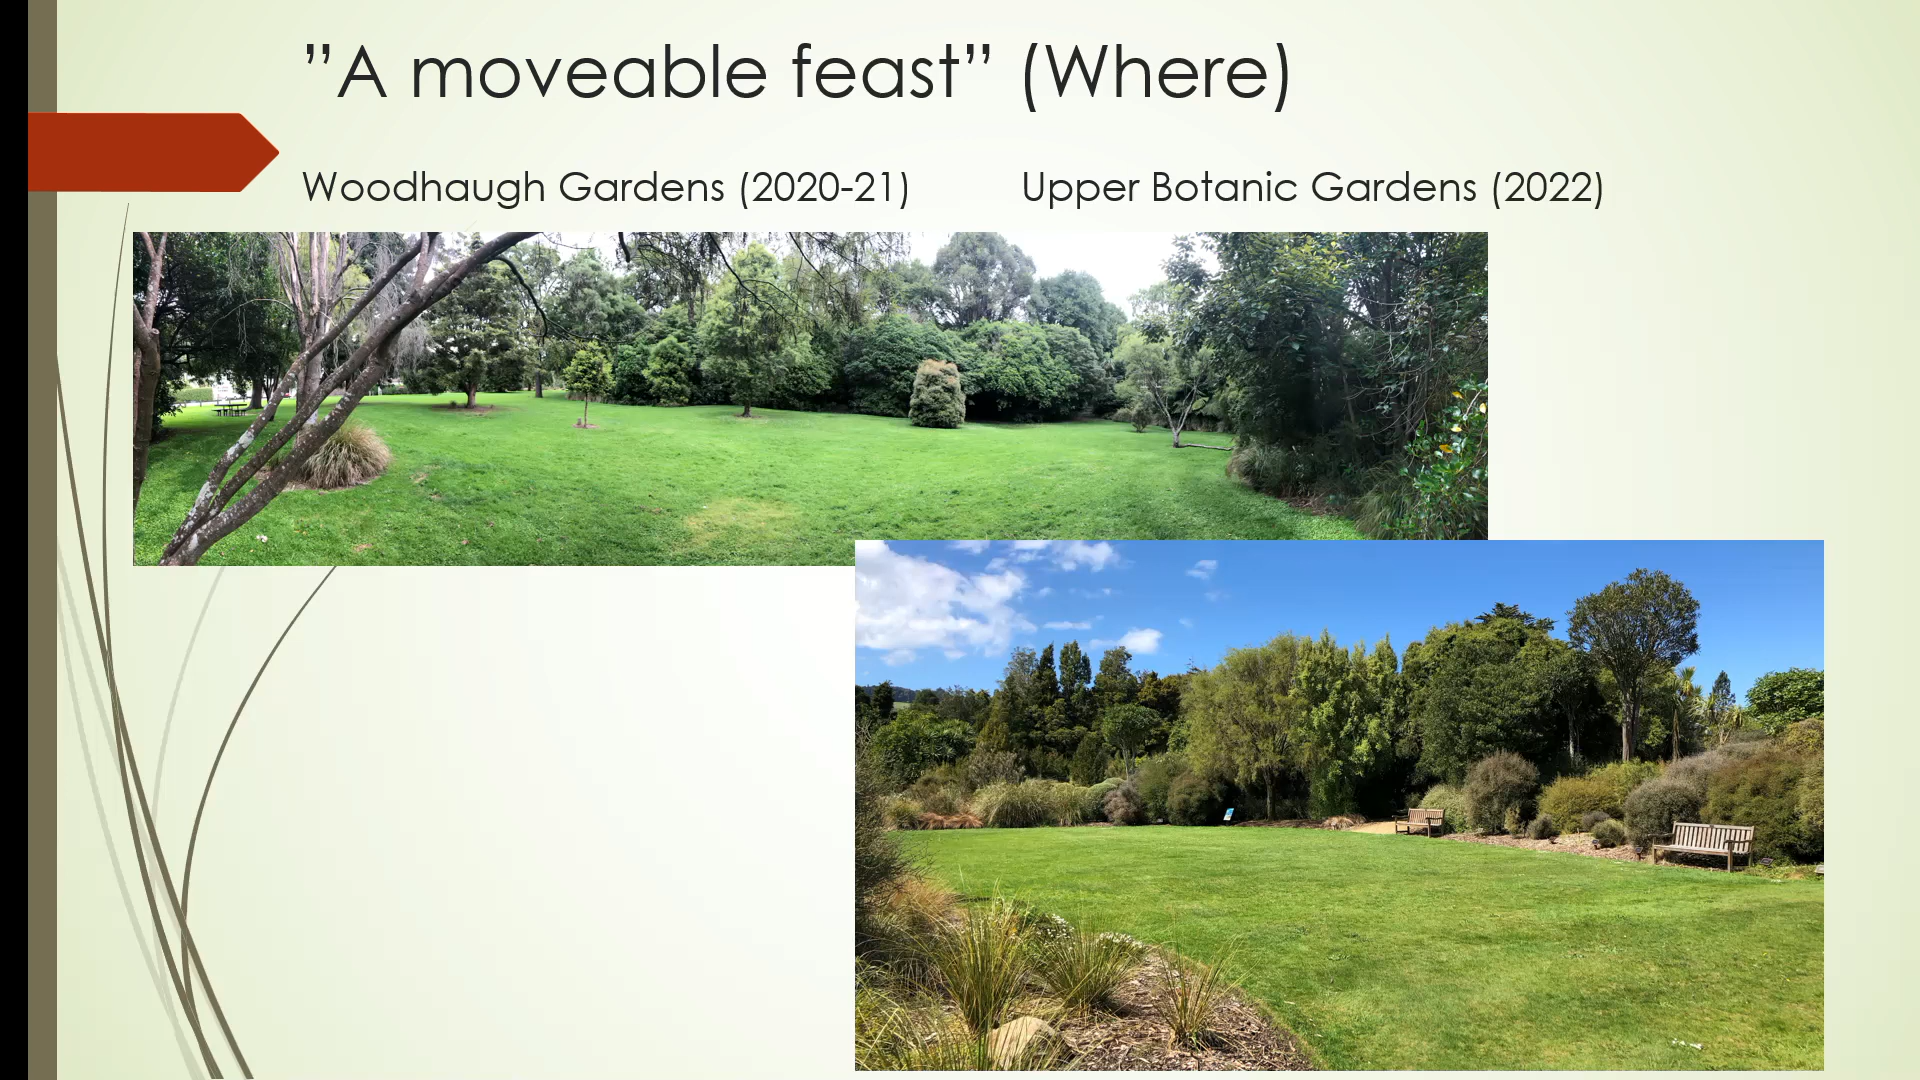 ”A moveable feast” (Where)
Woodhaugh Gardens (2020-21)
Upper Botanic Gardens (2022)